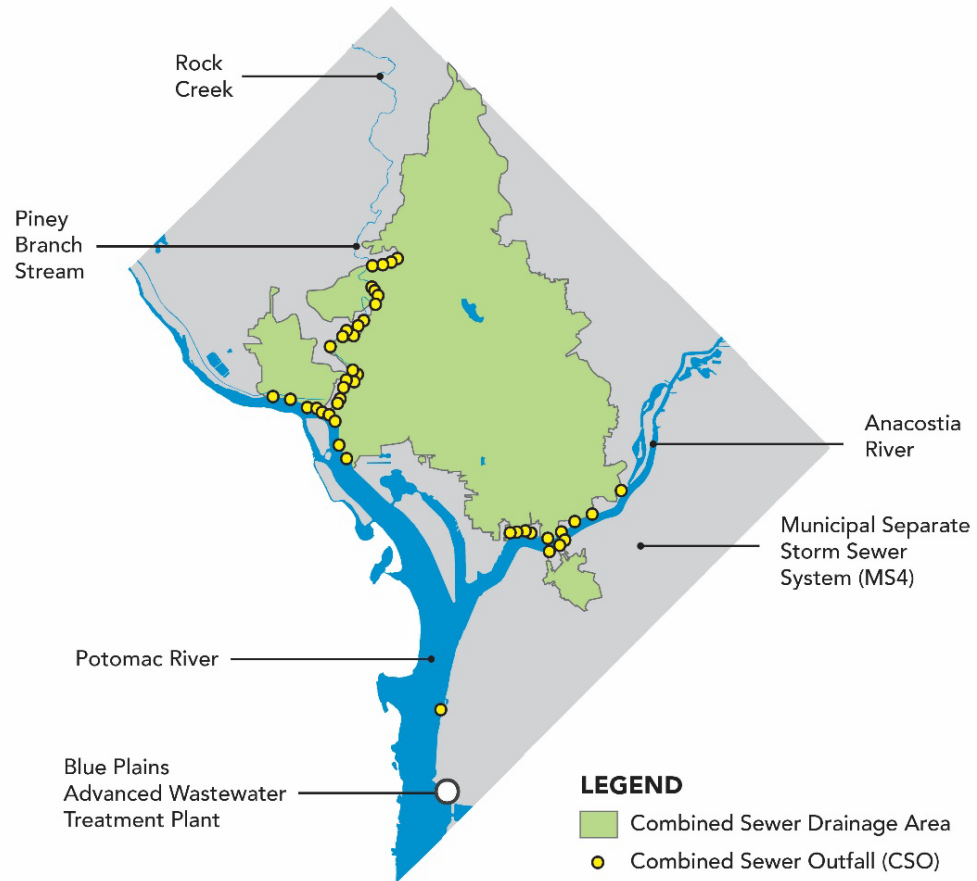 Rock
Creek
Piney
Branch
Stream
Anacostia
River
Municipal Separate
Storm Sewer
System (MS4)
Potomac River
Blue Plains
Advanced Wastewater
Treatment Plant
LEGEND
Combined Sewer Drainage Area
Combined Sewer Outfall (CSO)